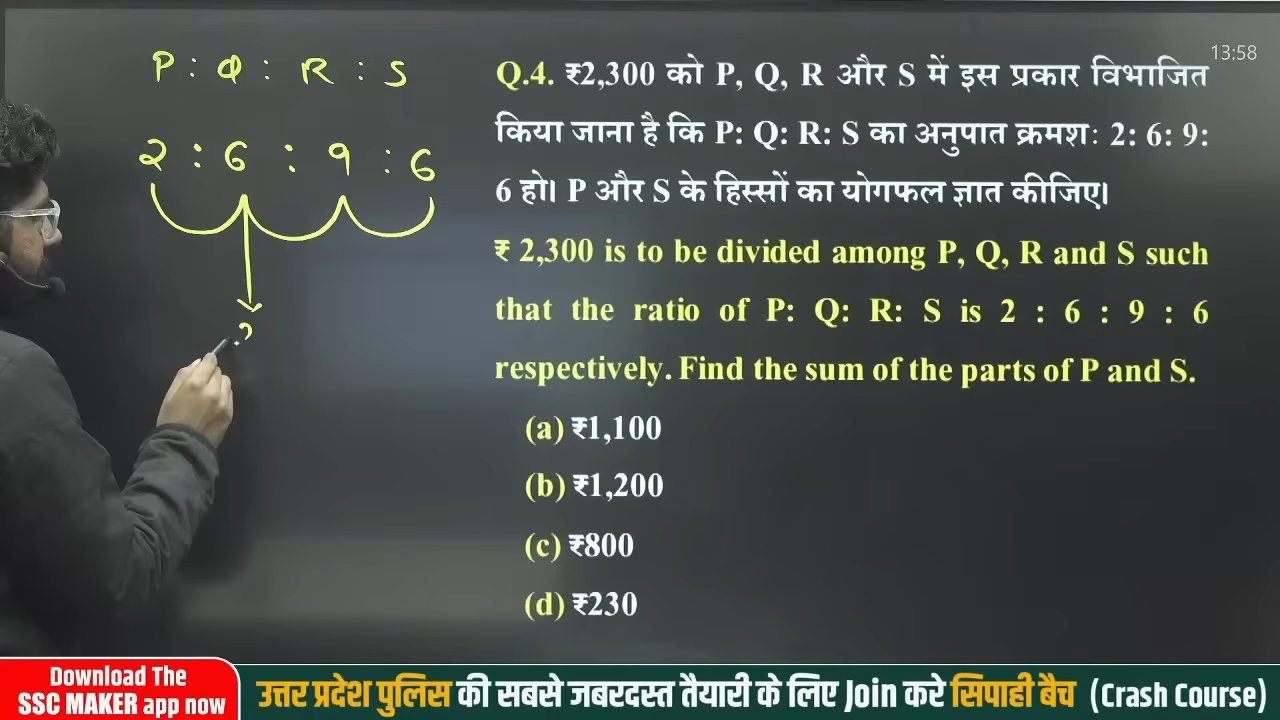 13:58
P : Q : R : S
2 : 6 : 9 : 6
Q.4. ₹2,300 को P, Q, R और S में इस प्रकार विभाजित
किया जाना है कि P: Q: R: S का अनुपात क्रमशः 2: 6: 9:
6 हो। P और S के हिस्सों का योगफल ज्ञात कीजिए।
₹ 2,300 is to be divided among P, Q, R and S such
that the ratio of P: Q: R: S is 2 : 6 : 9 : 6
respectively. Find the sum of the parts of P and S.
(a) ₹1,100
(b) ₹1,200
(c) ₹800
(d) ₹230
Download The
SSC MAKER app now
उत्तर प्रदेश पुलिस की सबसे जबरदस्त तैयारी के लिए Join करे सिपाही बैच (Crash Course)